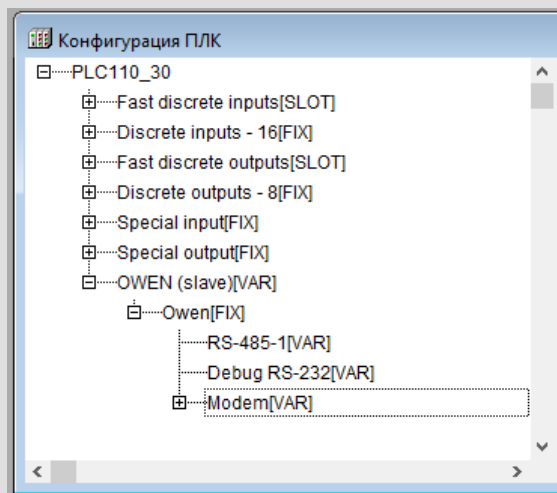 Конфигурация ПЛК
PLC110_30
Fast discrete inputs[SLOT]
Discrete inputs - 16[FIX]
Fast discrete outputs[SLOT]
Discrete outputs - 8[FIX]
Special input[FIX]
Special output[FIX]
OWEN (slave)[VAR]
Owen[FIX]
RS-485-1[VAR]
Debug RS-232[VAR]
Modem[VAR]